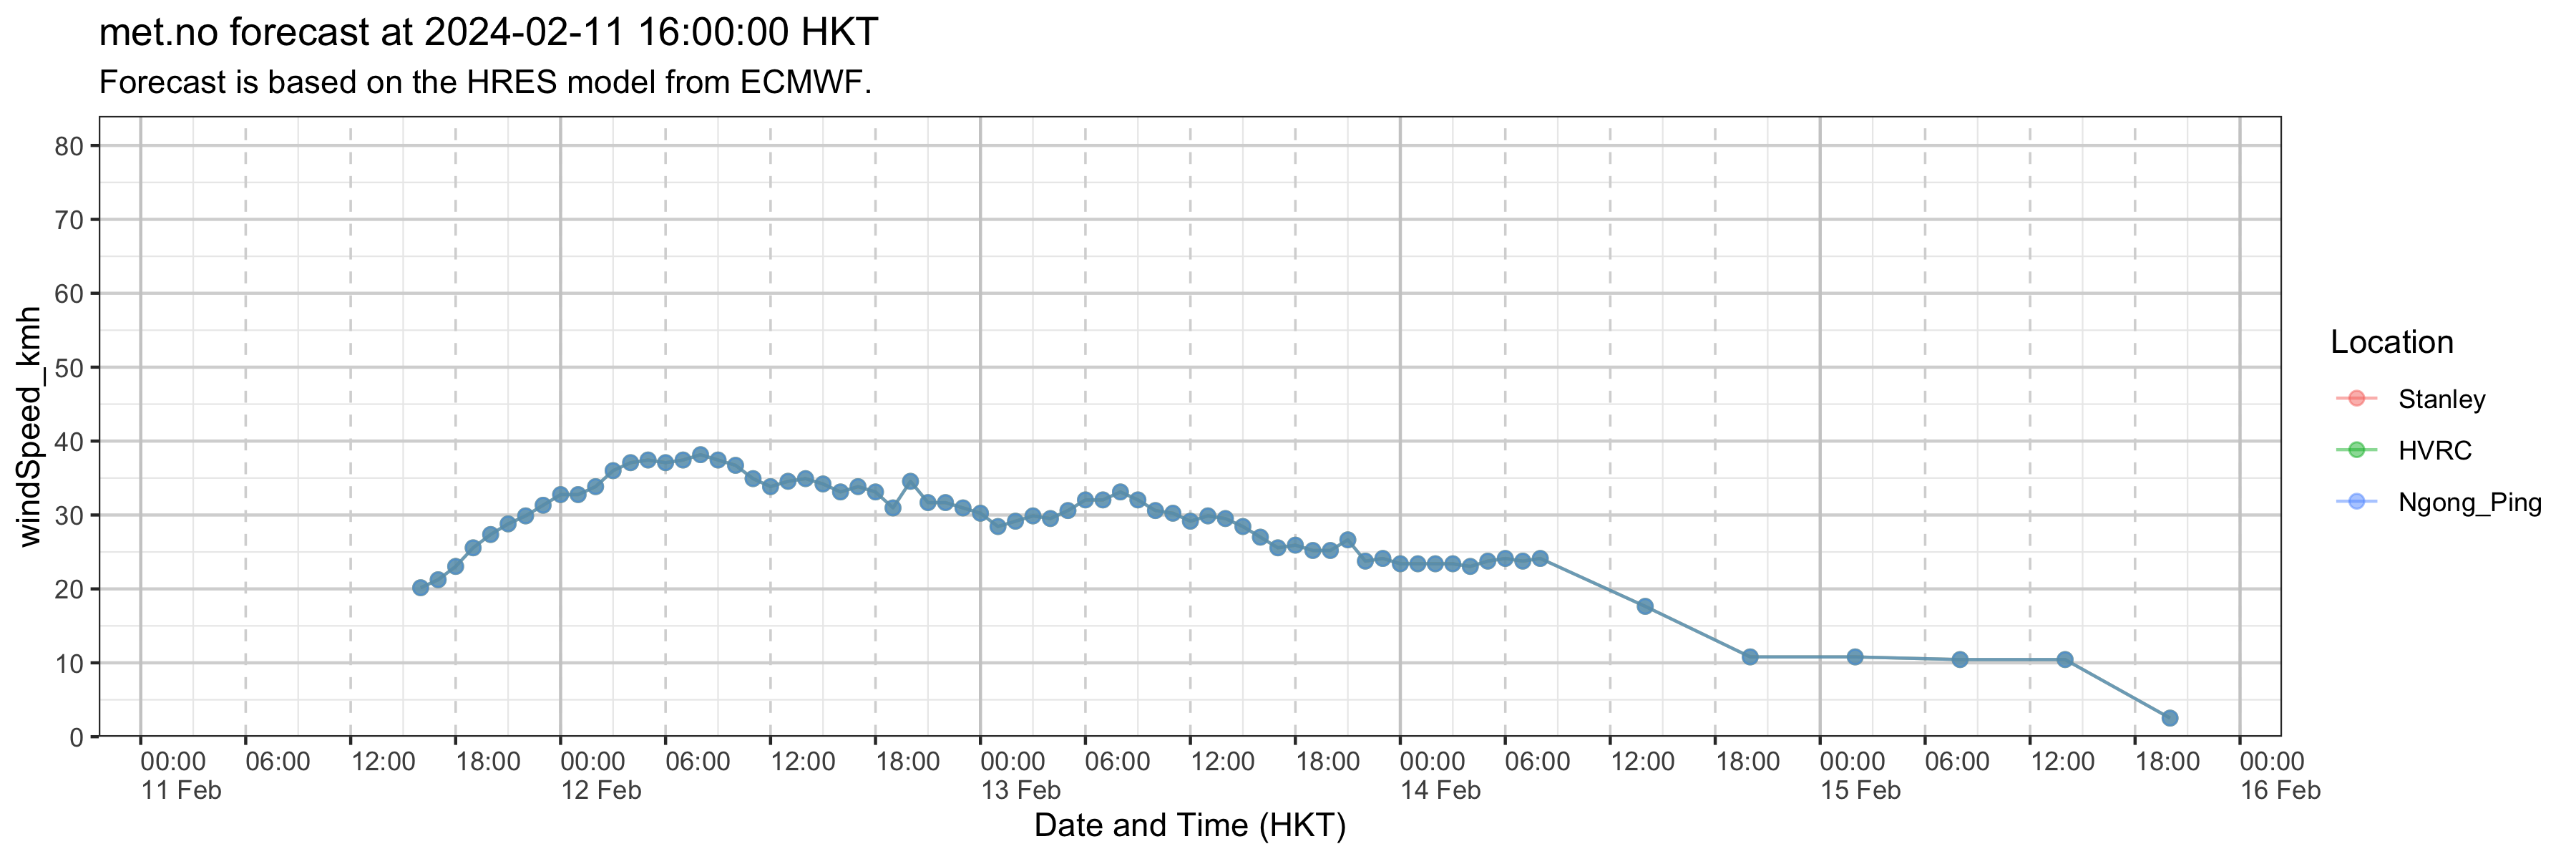 met.no forecast at 2024-02-11 16:00:00 HKT
Forecast is based on the HRES model from ECMWF.
windSpeed_kmh
80
70
60
50
40
30
20
10
0
00:00 06:00 12:00 18:00 00:00 06:00 12:00 18:00 00:00 06:00 12:00 18:00 00:00 06:00 12:00 18:00 00:00 06:00 12:00 18:00 00:00
11 Feb 12 Feb 13 Feb 14 Feb 15 Feb 16 Feb
Date and Time (HKT)
Location
Stanley
HVRC
Ngong_Ping